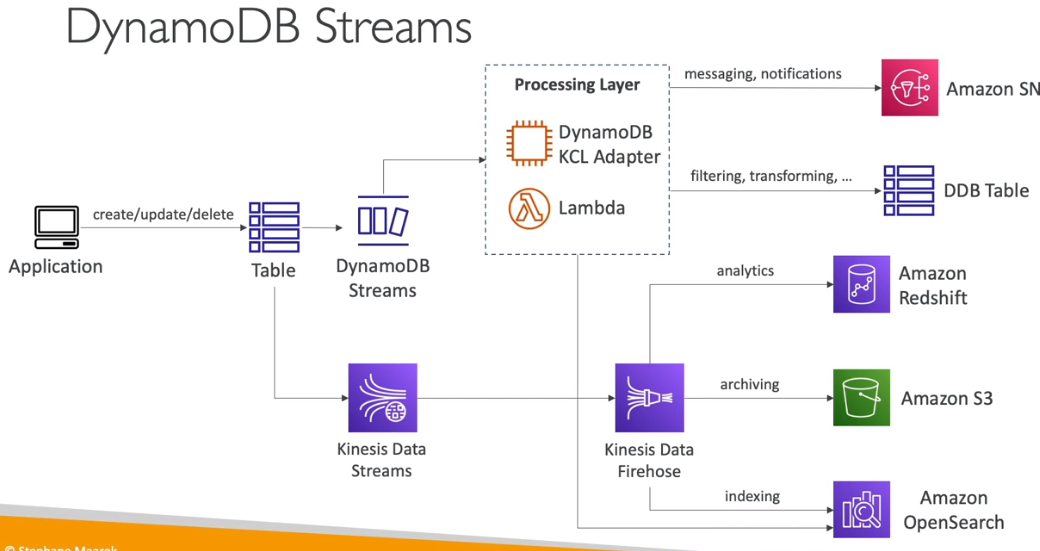 DynamoDB Streams
Processing Layer
DynamoDB
KCL Adapter
Lambda
messaging, notifications
Amazon SN
filtering, transforming, ...
DDB Table
create/update/delete
Application
Table
DynamoDB
Streams
analytics
Amazon
Redshift
archiving
Amazon S3
Kinesis Data
Streams
Kinesis Data
Firehose
indexing
Amazon
OpenSearch
© Stephane Maarek